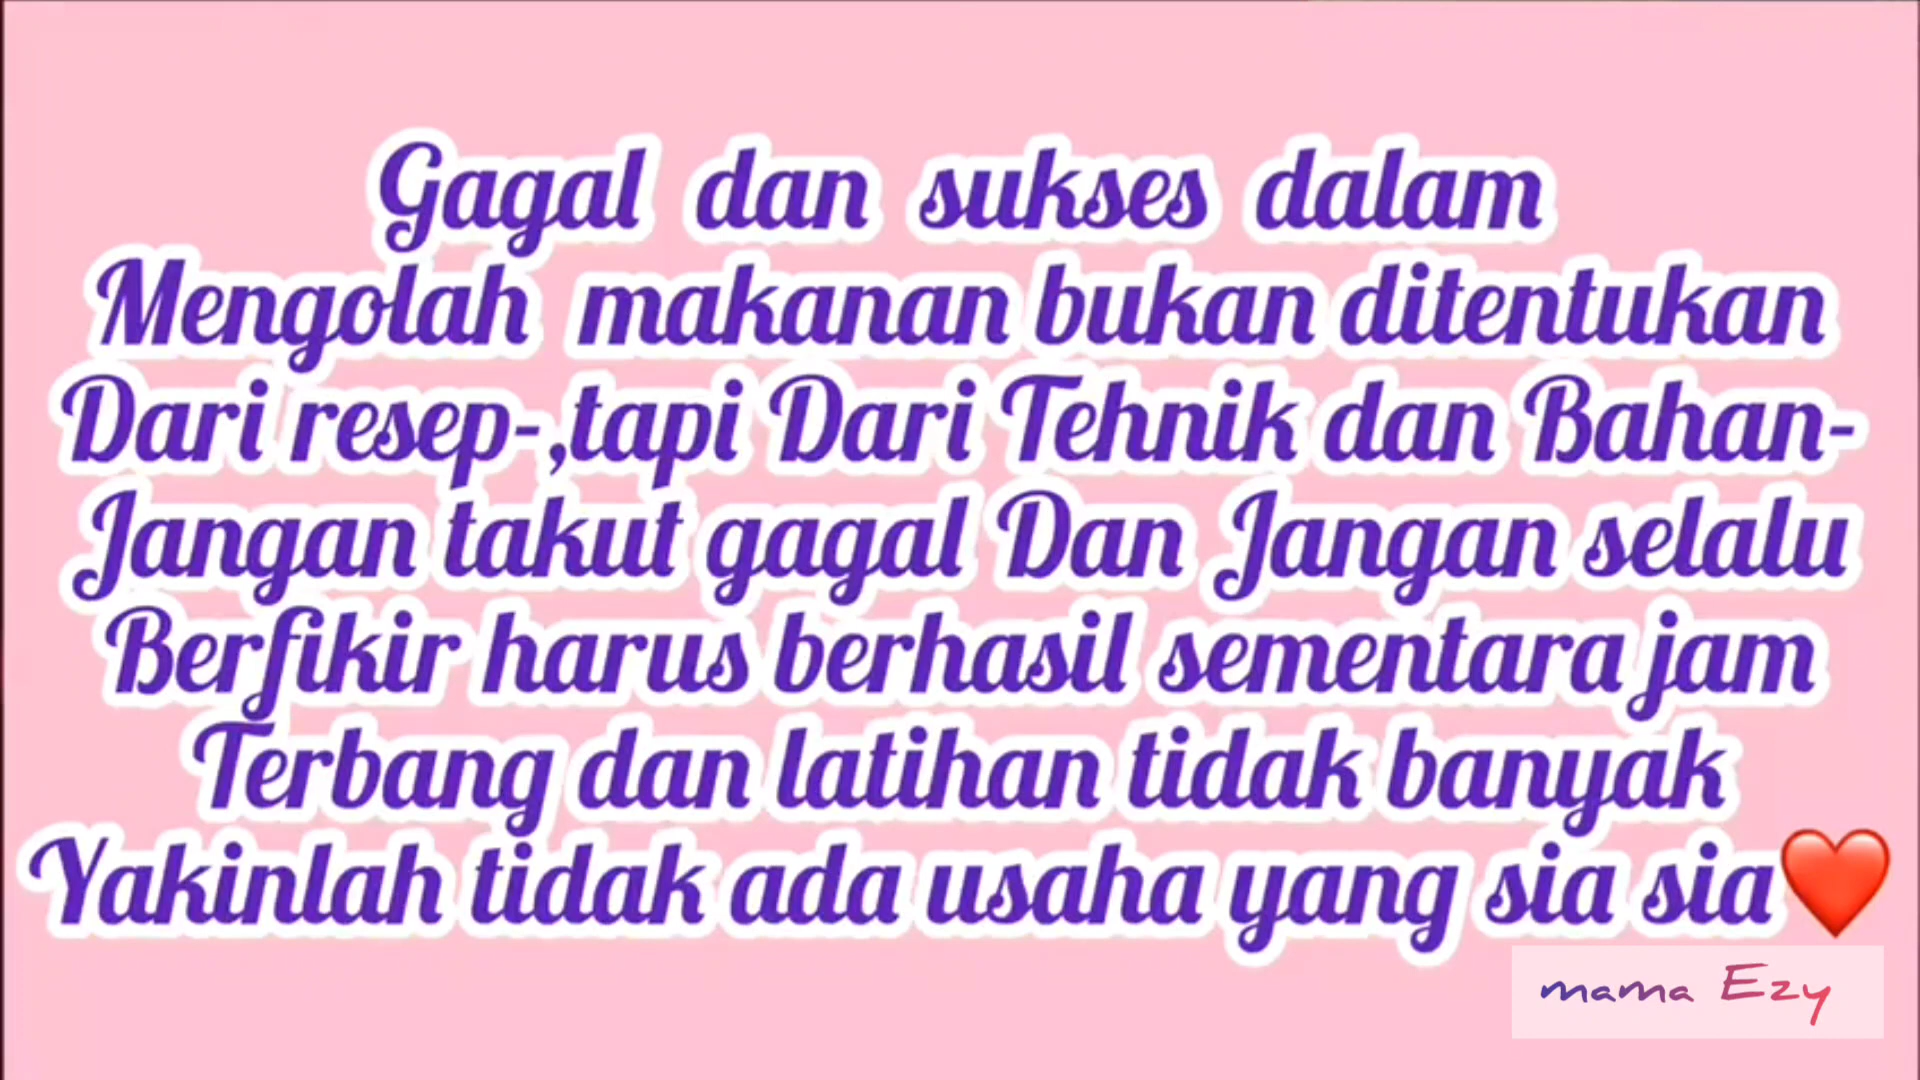 Gagal dan sukses dalam
Mengolah makanan bukan ditentukan
Dari resep-,tapi Dari Tehnik dan Bahan-
Jangan takut gagal Dan Jangan selalu
Berfikir harus berhasil sementara jam
Terbang dan latihan tidak banyak
Yakinlah tidak ada usaha yang sia sia❤️
mama Ezy